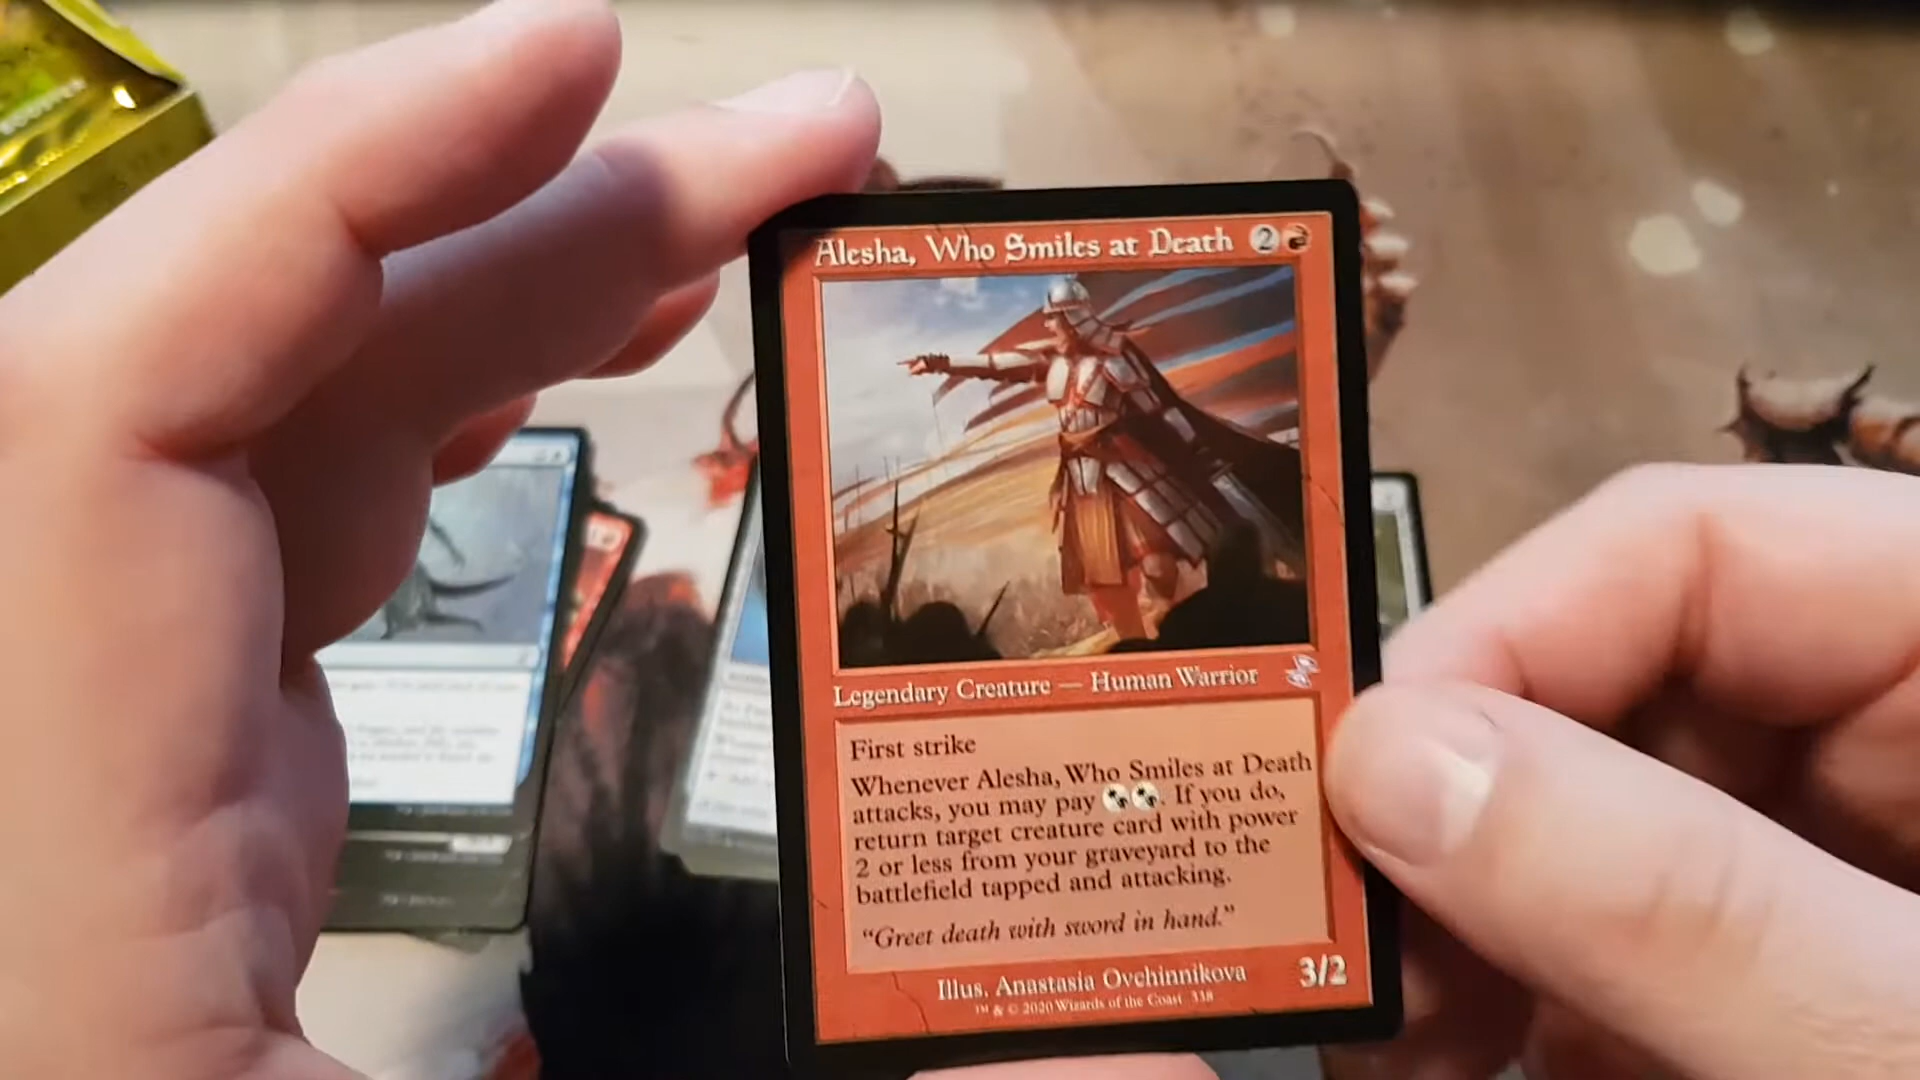 Alesha, Who Smiles at Death 2
Legendary Creature — Human Warrior
First strike
Whenever Alesha, Who Smiles at Death
attacks, you may pay . If you do,
return target creature card with power
2 or less from your graveyard to the
battlefield tapped and attacking.
“Greet death with sword in hand.”
Illus. Anastasia Ovchinnikova
3/2
™ & © 2020 Wizards of the Coast 338